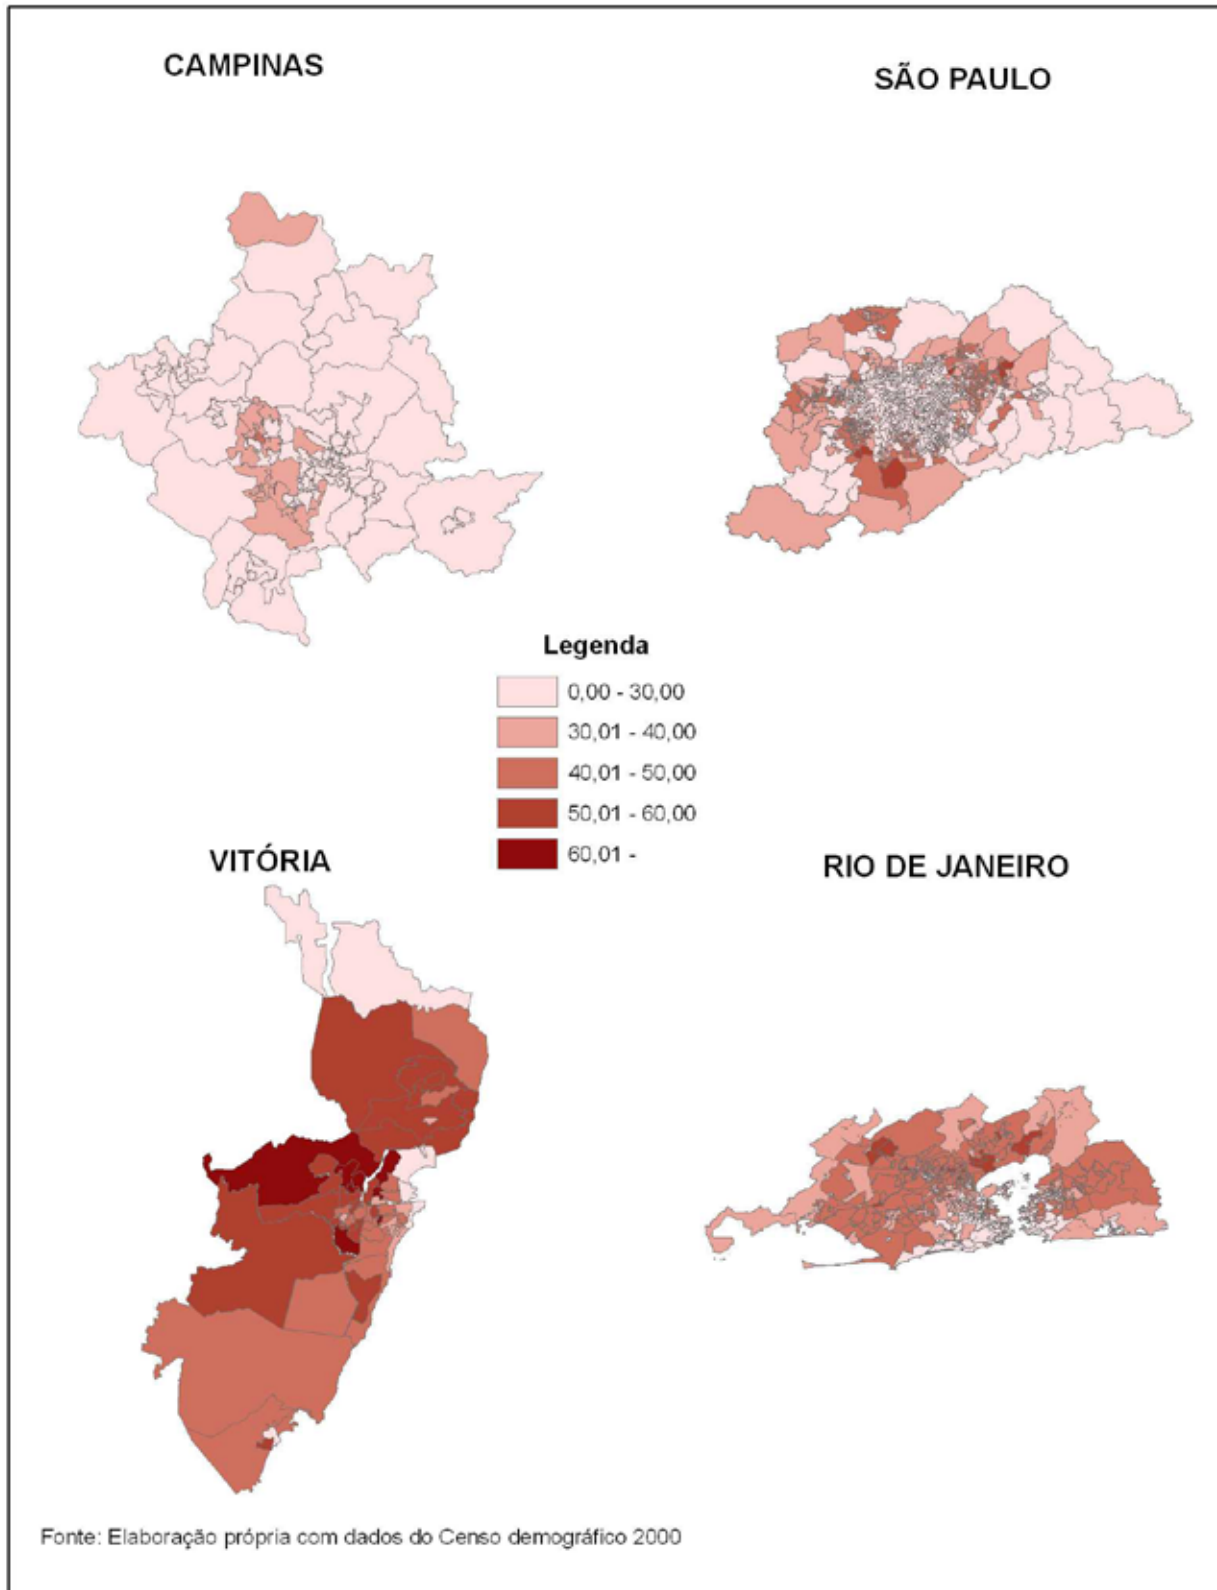 CAMPINAS
SÃO PAULO
Legenda
0,00 - 30,00
30,01 - 40,00
40,01 - 50,00
50,01 - 60,00
60,01 -
VITÓRIA
RIO DE JANEIRO
Fonte: Elaboração própria com dados do Censo demográfico 2000